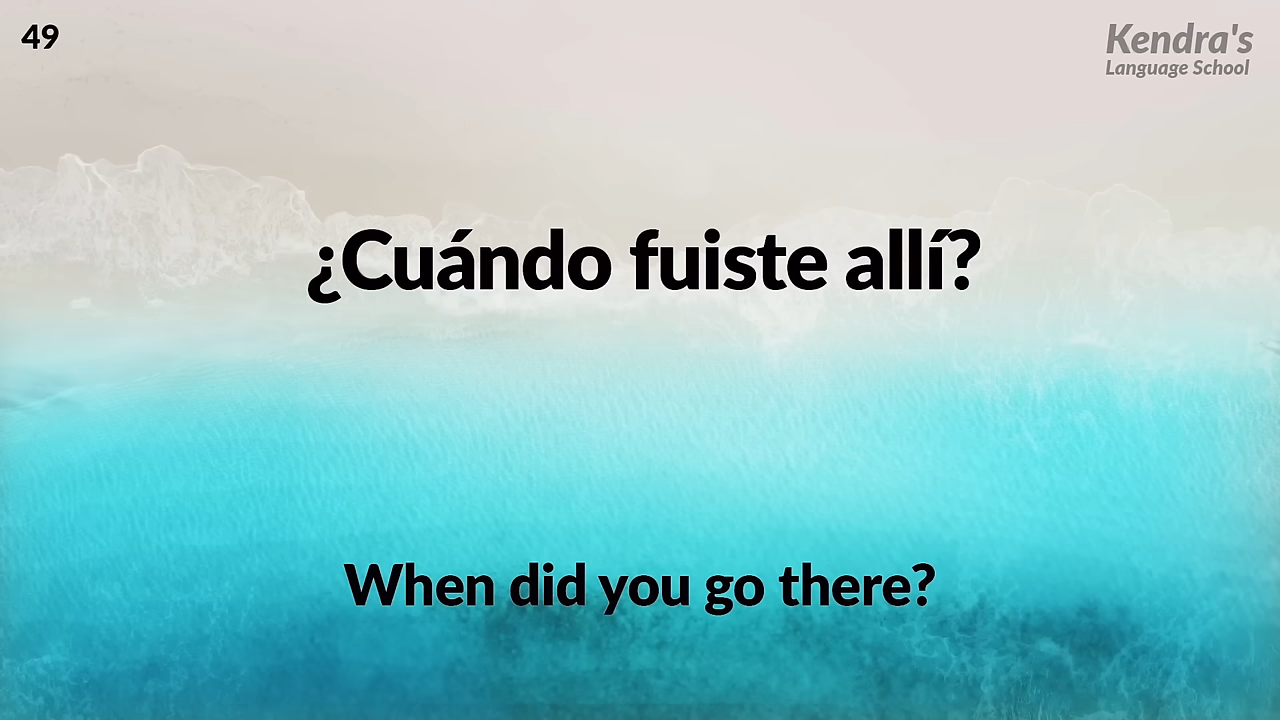 49
Kendra's
Language School
¿Cuándo fuiste allí?
When did you go there?